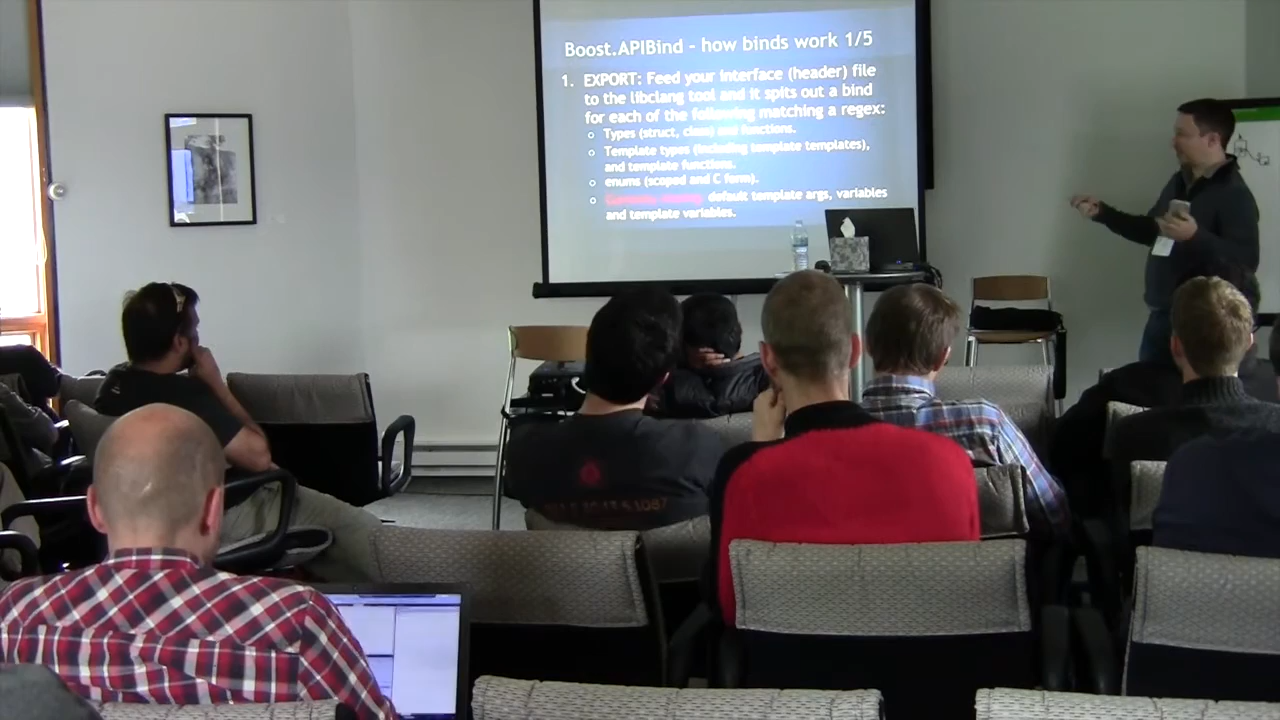 Boost.APIBind - how binds work 1/5
1. EXPORT: Feed your interface (header) file
to the libclang tool and it spits out a bind
for each of the following matching a regex:
Types (struct, class) and functions.
Template types (including template templates),
and template functions.
enums (scoped and C form).
default template args, variables
and template variables.